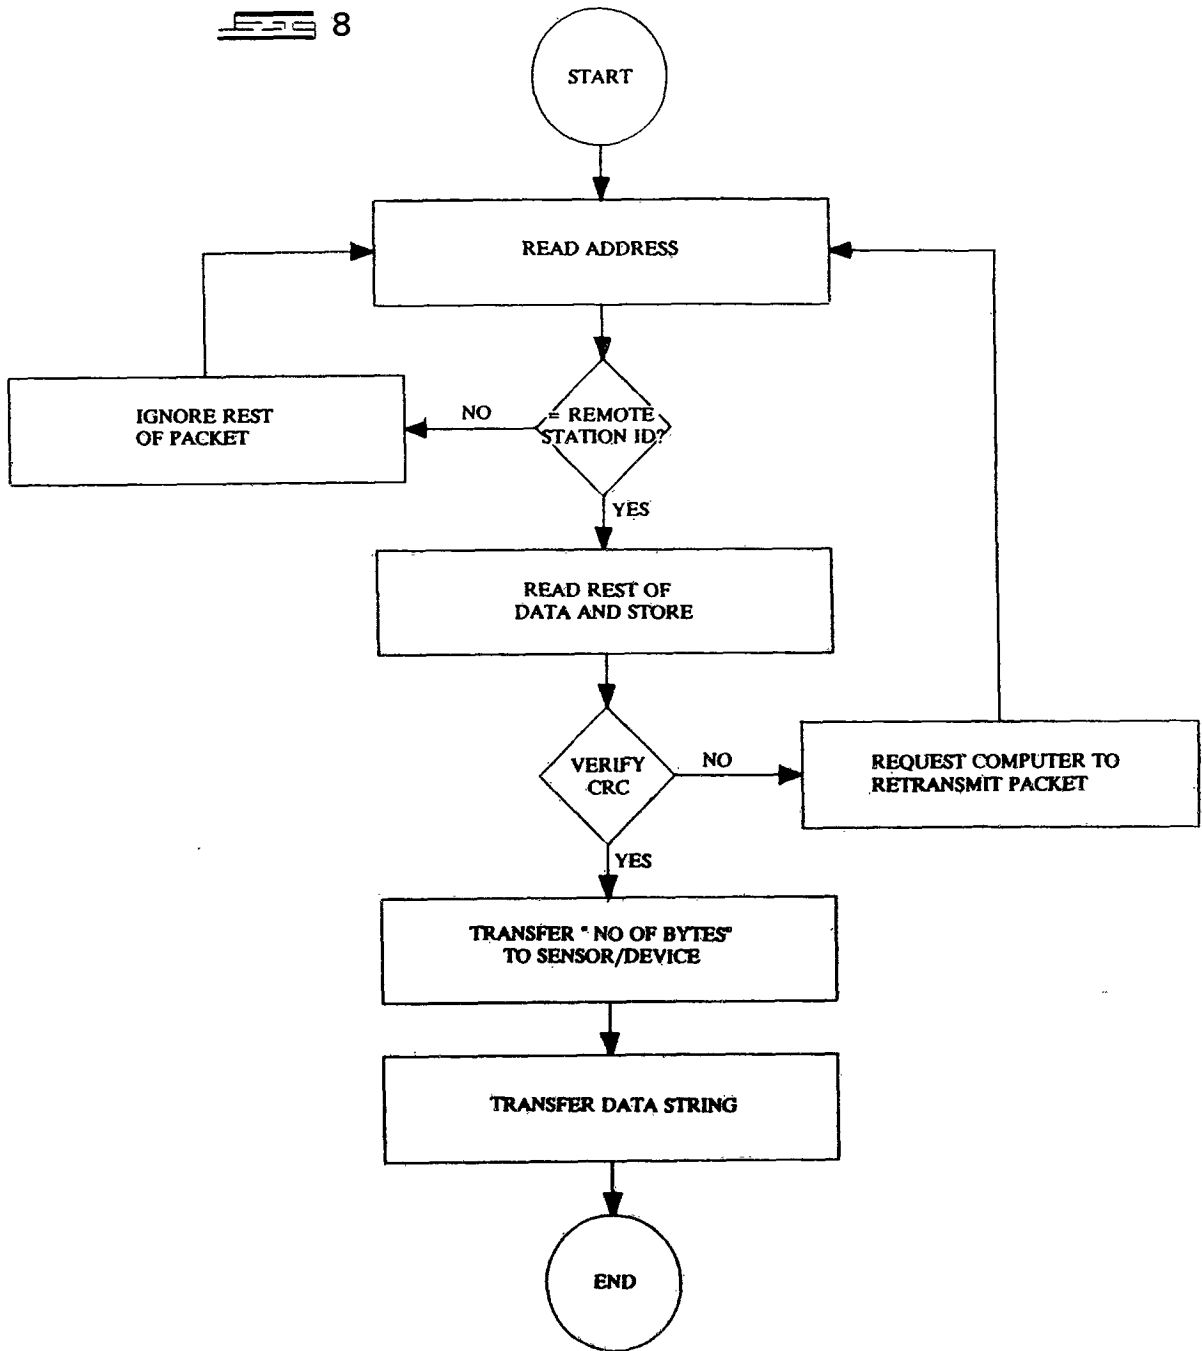 8
START
READ ADDRESS
IGNORE REST
OF PACKET
NO
= REMOTE
STATION ID?
YES
READ REST OF
DATA AND STORE
VERIFY
CRC
NO
REQUEST COMPUTER TO
RETRANSMIT PACKET
YES
TRANSFER " NO OF BYTES"
TO SENSOR/DEVICE
TRANSFER DATA STRING
END